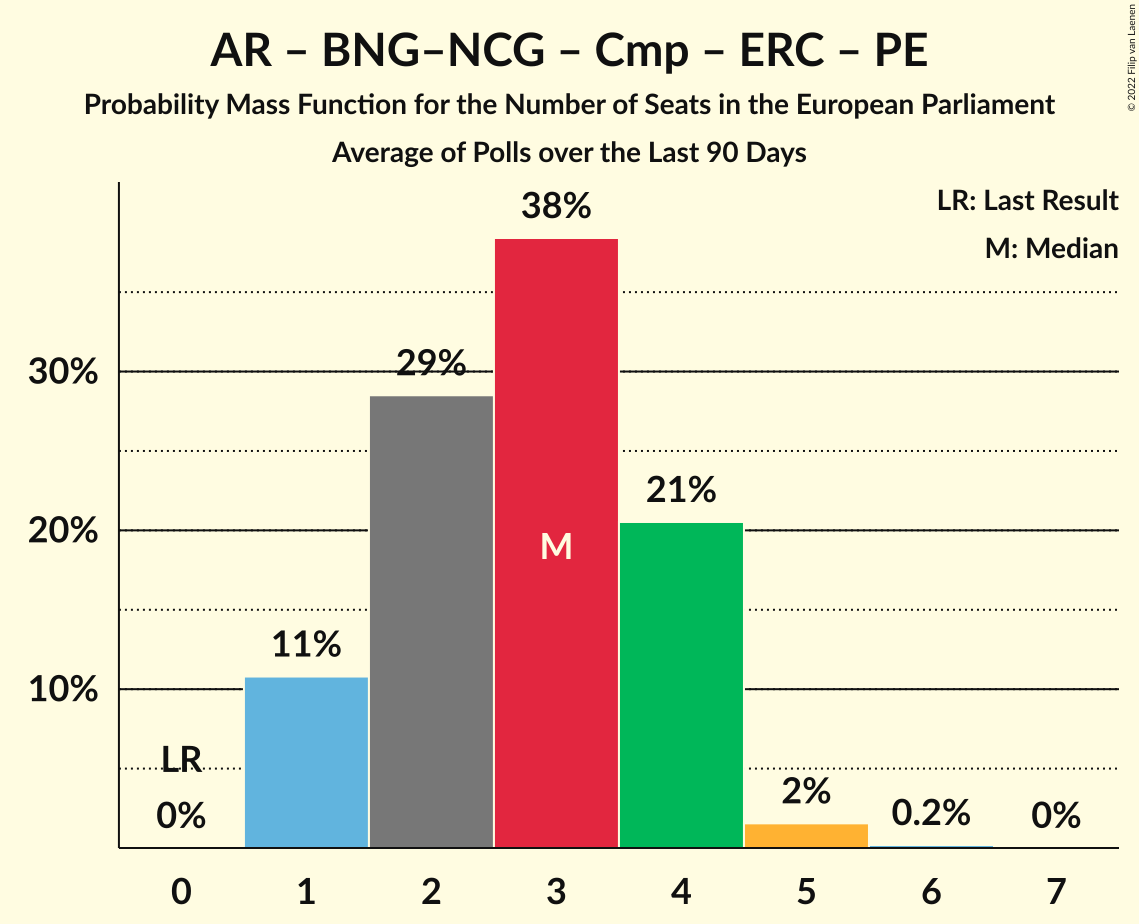 AR – BNG–NCG – Cmp – ERC – PE
Probability Mass Function for the Number of Seats in the European Parliament
Average of Polls over the Last 90 Days
© 2022 Filip van Laenen
LR: Last Result
M: Median
38%
30%
29%
21%
20%
M
11%
10%
LR
0%
2%
0.2%
0%
0 1 2 3 4 5 6 7